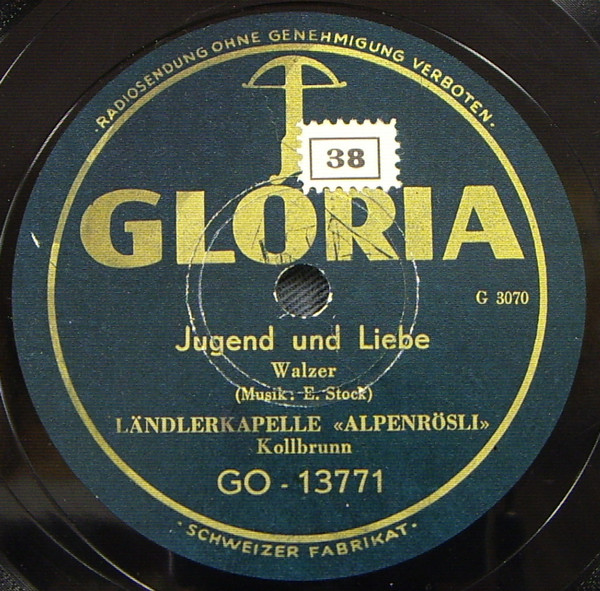 ·RADIOSENDUNG OHNE GENEHMIGUNG VERBOTEN·
38
GLORIA
G 3070
Jugend und Liebe
Walzer
(Musik: E. Stock)
LÄNDLERKAPELLE «ALPENRÖSLI»
Kollbrunn
GO - 13771
·SCHWEIZER FABRIKAT·